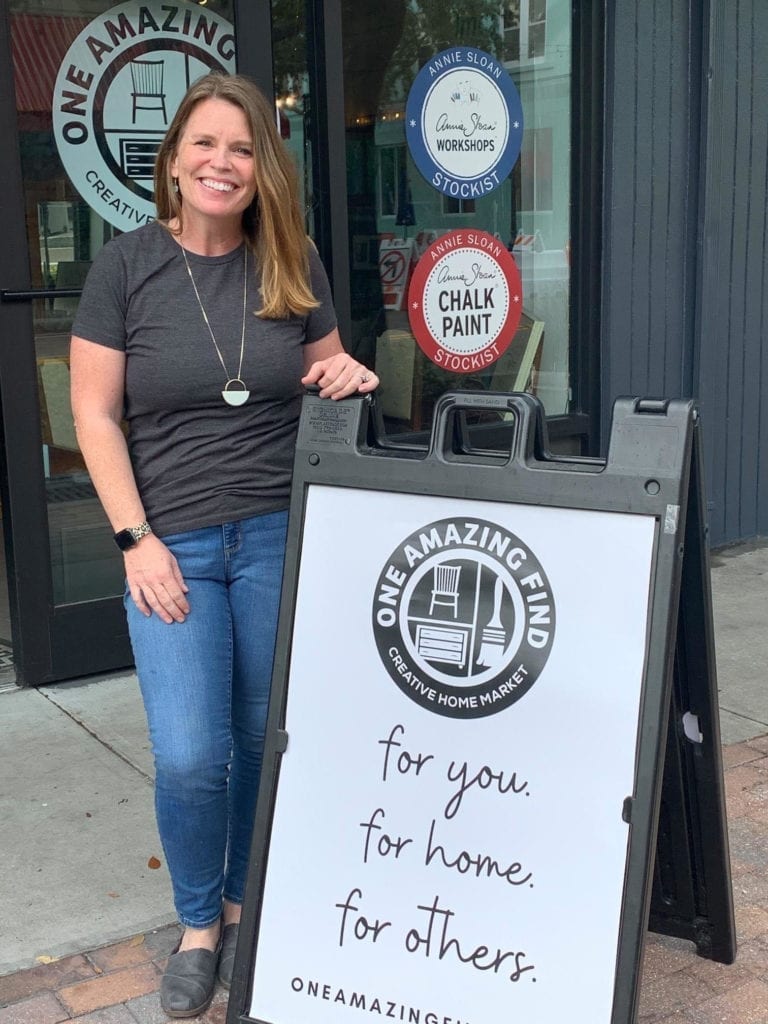 ONE AMAZING
CREATIVE
ANNIE SLOAN
Annie Sloan
WORKSHOPS
STOCKIST
ANNIE SLOAN
Annie Sloan
CHALK
PAINT
STOCKIST
ONE AMAZING FIND
CREATIVE HOME MARKET
for you.
for home.
for others.
ONEAMAZINGFI